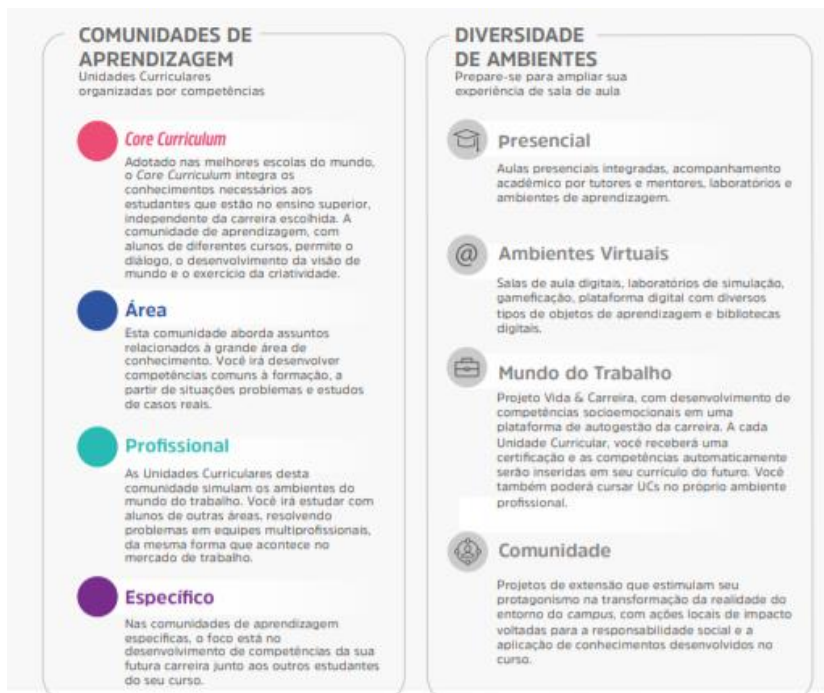 COMUNIDADES DE
APRENDIZAGEM
Unidades Curriculares
organizadas por competências
Core Curriculum
Adotado nas melhores escolas do mundo,
o Core Curriculum integra os
conhecimentos necessários aos
estudantes que estão no ensino superior,
independente da carreira escolhida. A
comunidade de aprendizagem, com
alunos de diferentes cursos, permite o
diálogo, o desenvolvimento da visão de
mundo e o exercício da criatividade.
Área
Esta comunidade aborda assuntos
relacionados à grande área de
conhecimento. Você irá desenvolver
competências comuns à formação, a
partir de situações problemas e estudos
de casos reais.
Profissional
As Unidades Curriculares desta
comunidade simulam os ambientes do
mundo do trabalho. Você irá estudar com
alunos de outras áreas, resolvendo
problemas em equipes multiprofissionais,
da mesma forma que acontece no
mercado de trabalho.
Específico
Nas comunidades de aprendizagem
específicas, o foco está no
desenvolvimento de competências da sua
futura carreira junto aos outros estudantes
do seu curso.
DIVERSIDADE
DE AMBIENTES
Prepare-se para ampliar sua
experiência de sala de aula
Presencial
Aulas presenciais integradas, acompanhamento
acadêmico por tutores e mentores, laboratórios e
ambientes de aprendizagem.
@
Ambientes Virtuais
Salas de aula digitais, laboratórios de simulação,
gameficação, plataforma digital com diversos
tipos de objetos de aprendizagem e bibliotecas
digitais.
Mundo do Trabalho
Projeto Vida & Carreira, com desenvolvimento de
competências socioemocionais em uma
plataforma de autogestão da carreira. A cada
Unidade Curricular, você receberá uma
certificação e as competências automaticamente
serão inseridas em seu currículo do futuro. Você
também poderá cursar UCs no próprio ambiente
profissional.
Comunidade
Projetos de extensão que estimulam seu
protagonismo na transformação da realidade do
entorno do campus, com ações locais de impacto
voltadas para a responsabilidade social e a
aplicação de conhecimentos desenvolvidos no
curso.